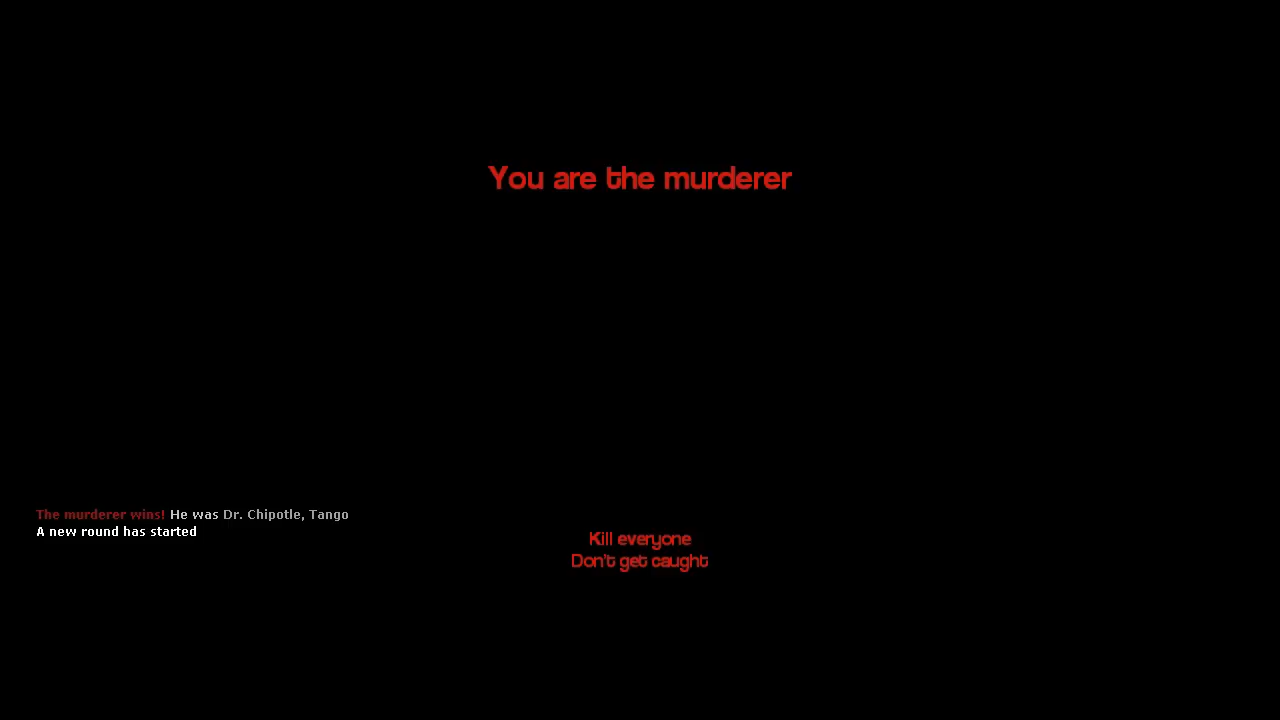 You are the murderer
The murderer wins! He was Dr. Chipotle, Tango
A new round has started
Kill everyone
Don't get caught